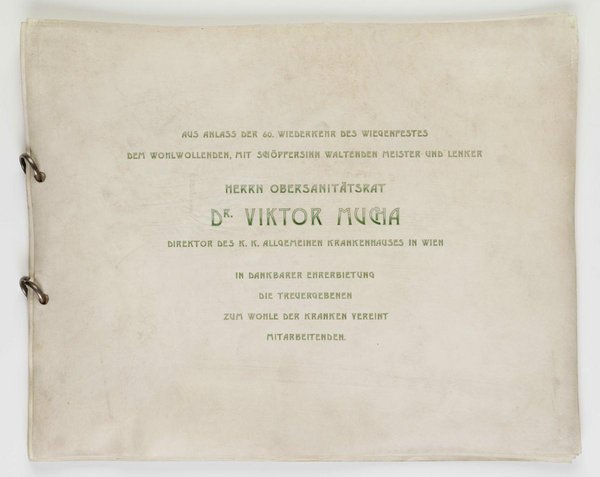 AUS ANLASS DER 60. WIEDERKEHR DES WIEGENFESTES
DEM WOHLWOLLENDEN, MIT SCHÖPFERSINN WALTENDEN MEISTER UND LENKER
HERRN OBERSANITÄTSRAT
DR. VIKTOR MUCHA
DIREKTOR DES K. K. ALLGEMEINEN KRANKENHAUSES IN WIEN
IN DANKBARER EHRERBIETUNG
DIE TREUERGEBENEN
ZUM WOHLE DER KRANKEN VEREINT
MITARBEITENDEN.